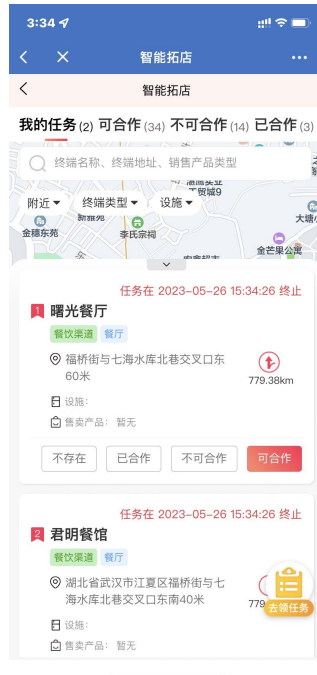 3:34
智能拓店
智能拓店
我的任务 (2) 可合作 (34) 不可合作 (14) 已合作 (3)
终端名称、终端地址、销售产品类型
贸城9
附近 终端类型 设施
金穗东苑
李氏宗祠
大塘
金芒果公寓
任务在 2023-05-26 15:34:26 终止
1 曙光餐厅
餐饮渠道 餐厅
福桥街与七海水库北巷交叉口东
60米
779.38km
设施:
售卖产品: 暂无
不存在 已合作 不可合作 可合作
任务在 2023-05-26 15:34:26 终止
2 君明餐馆
餐饮渠道 餐厅
湖北省武汉市江夏区福桥街与七
海水库北巷交叉口东南40米
779
去领任务
设施:
售卖产品: 暂无